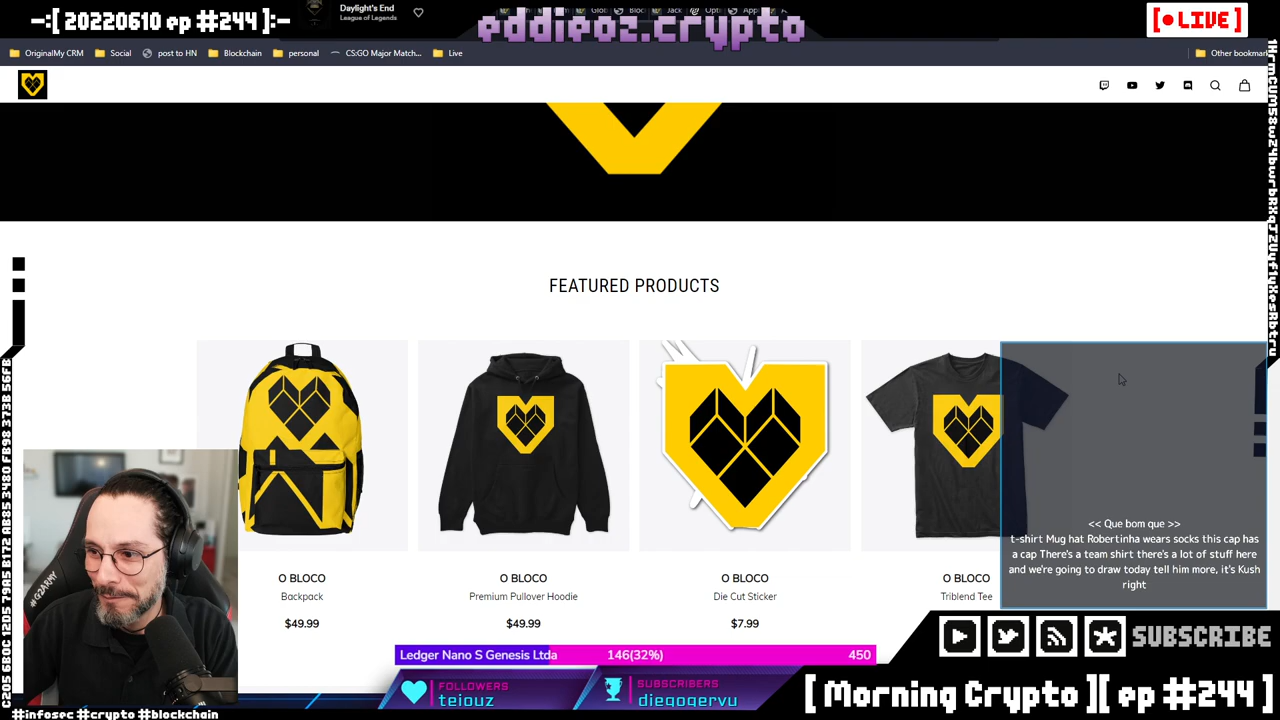 -:[ 20220610 ep #244 ]:-
Daylight's End
League of Legends
eddieoz.crypto
[ LIVE ]
OriginalMy CRM
Social
post to HN
Blockchain
personal
CS:GO Major Match...
Live
Other bookmar
FEATURED PRODUCTS
O BLOCO
Backpack
$49.99
O BLOCO
Premium Pullover Hoodie
$49.99
O BLOCO
Die Cut Sticker
$7.99
O BLOCO
Triblend Tee
<< Que bom que >>
t-shirt Mug hat Robertinha wears socks this cap has
a cap There's a team shirt there's a lot of stuff here
and we're going to draw today tell him more, it's Kush
right
#G2ARMY
SUBSCRIBE
Ledger Nano S Genesis Ltda
146(32%)
450
FOLLOWERS
teiouz
SUBSCRIBERS
diegogervu
[ Morning Crypto ][ ep #244 ]
#infosec #crypto #blockchain